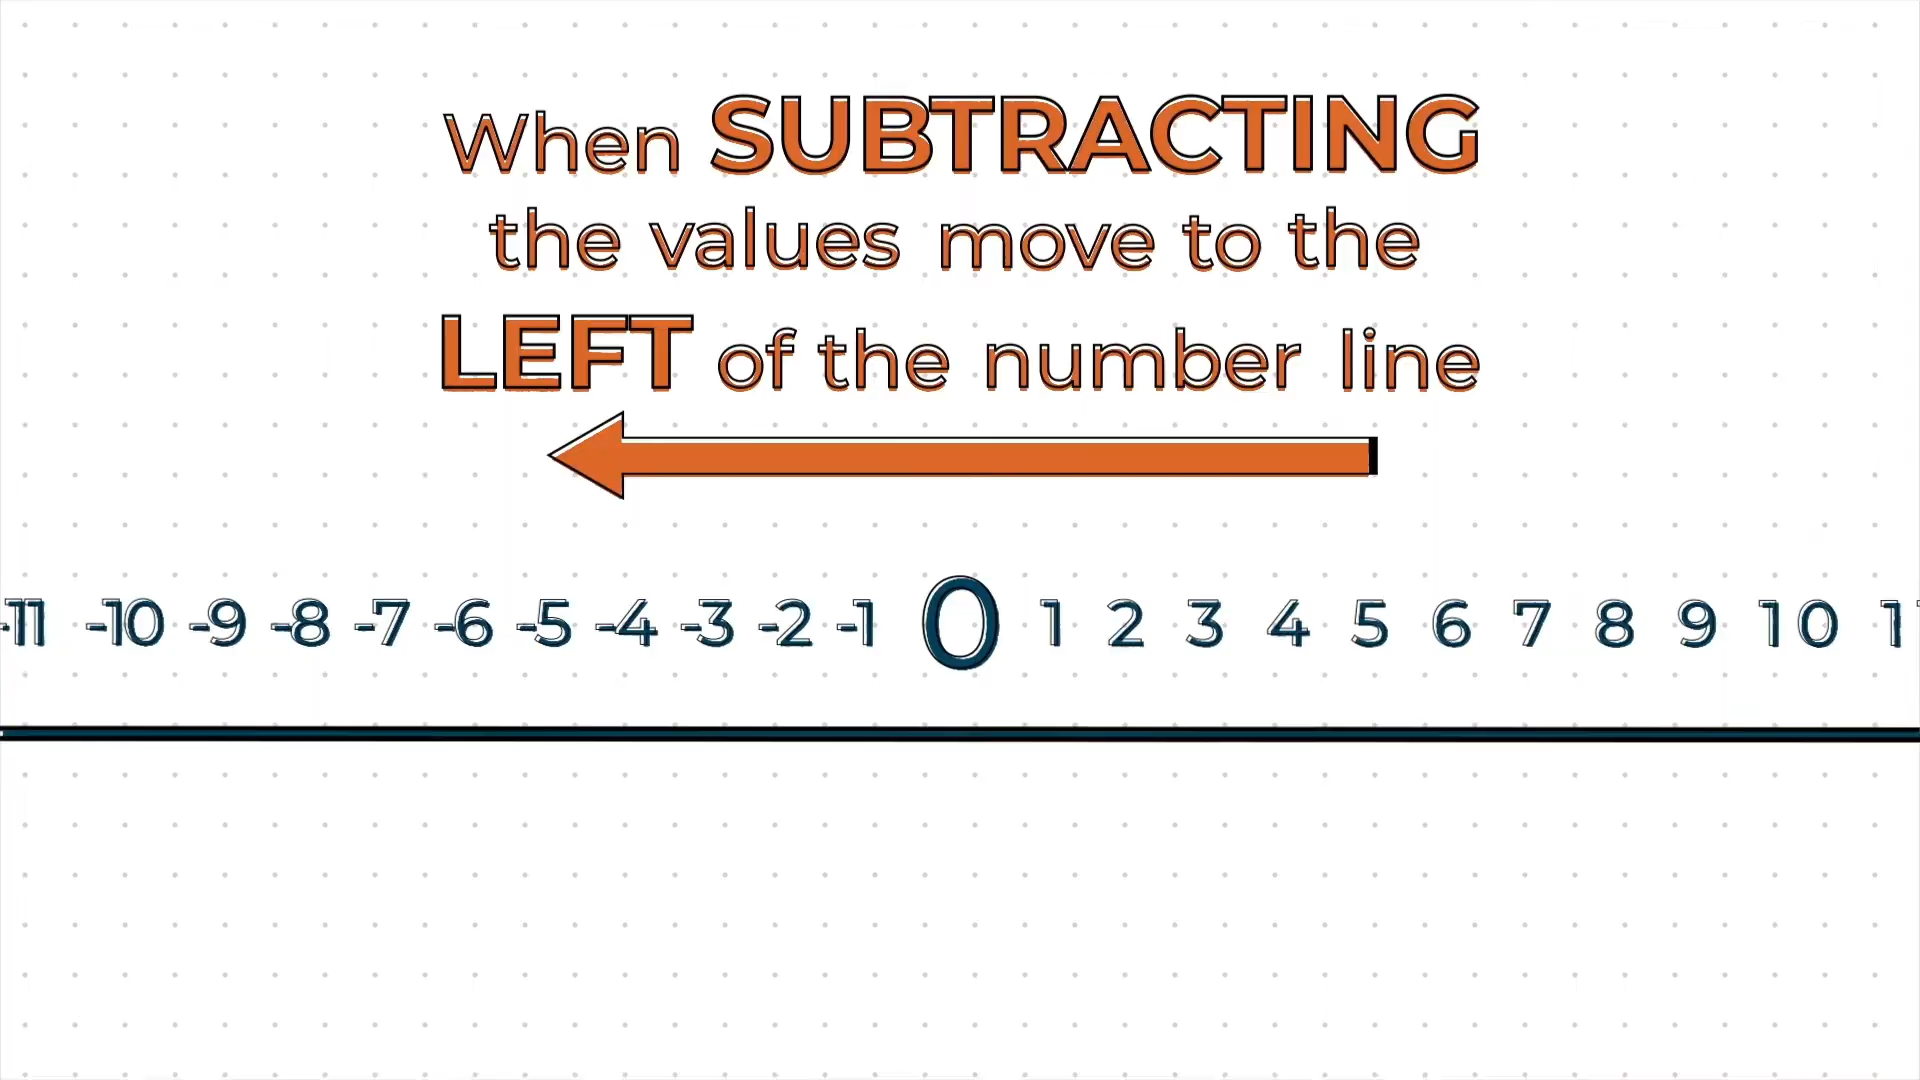 When SUBTRACTING
the values move to the
LEFT of the number line
-11 -10 -9 -8 -7 -6 -5 -4 -3 -2 -1 0 1 2 3 4 5 6 7 8 9 10